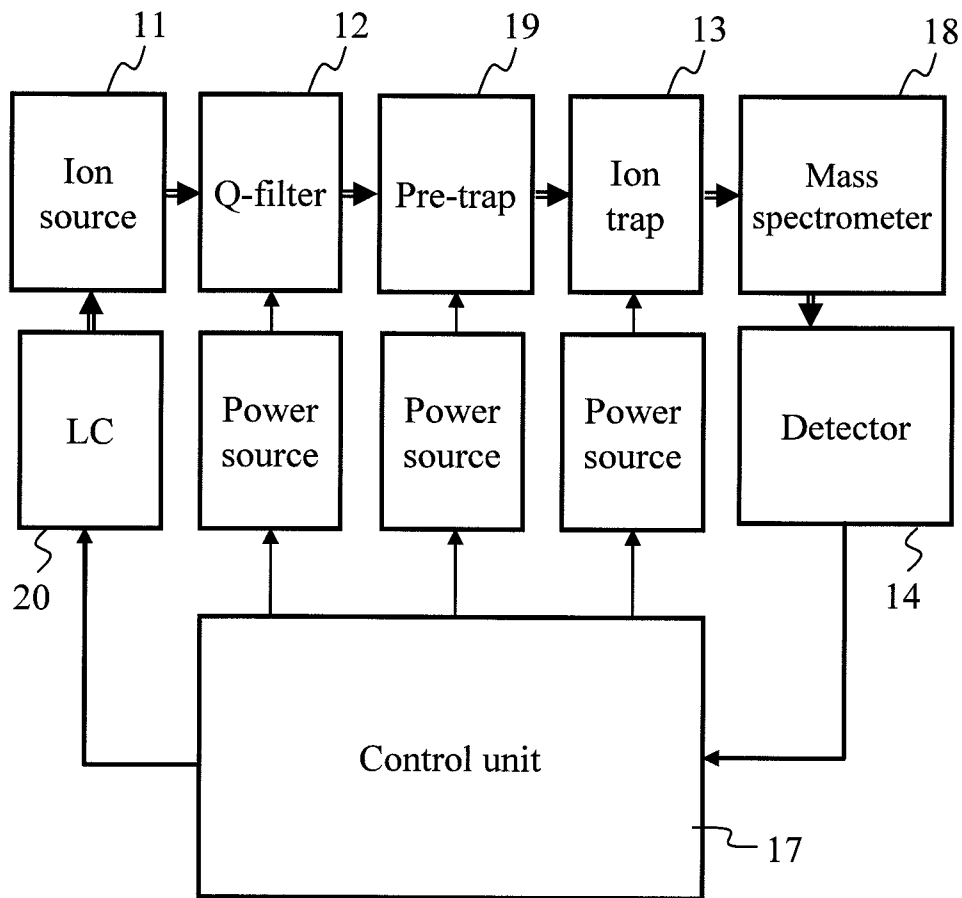 11
12
19
13
18
Ion
source
Q-filter
Pre-trap
Ion
trap
Mass
spectrometer
LC
Power
source
Power
source
Power
source
Detector
20
14
Control unit
17